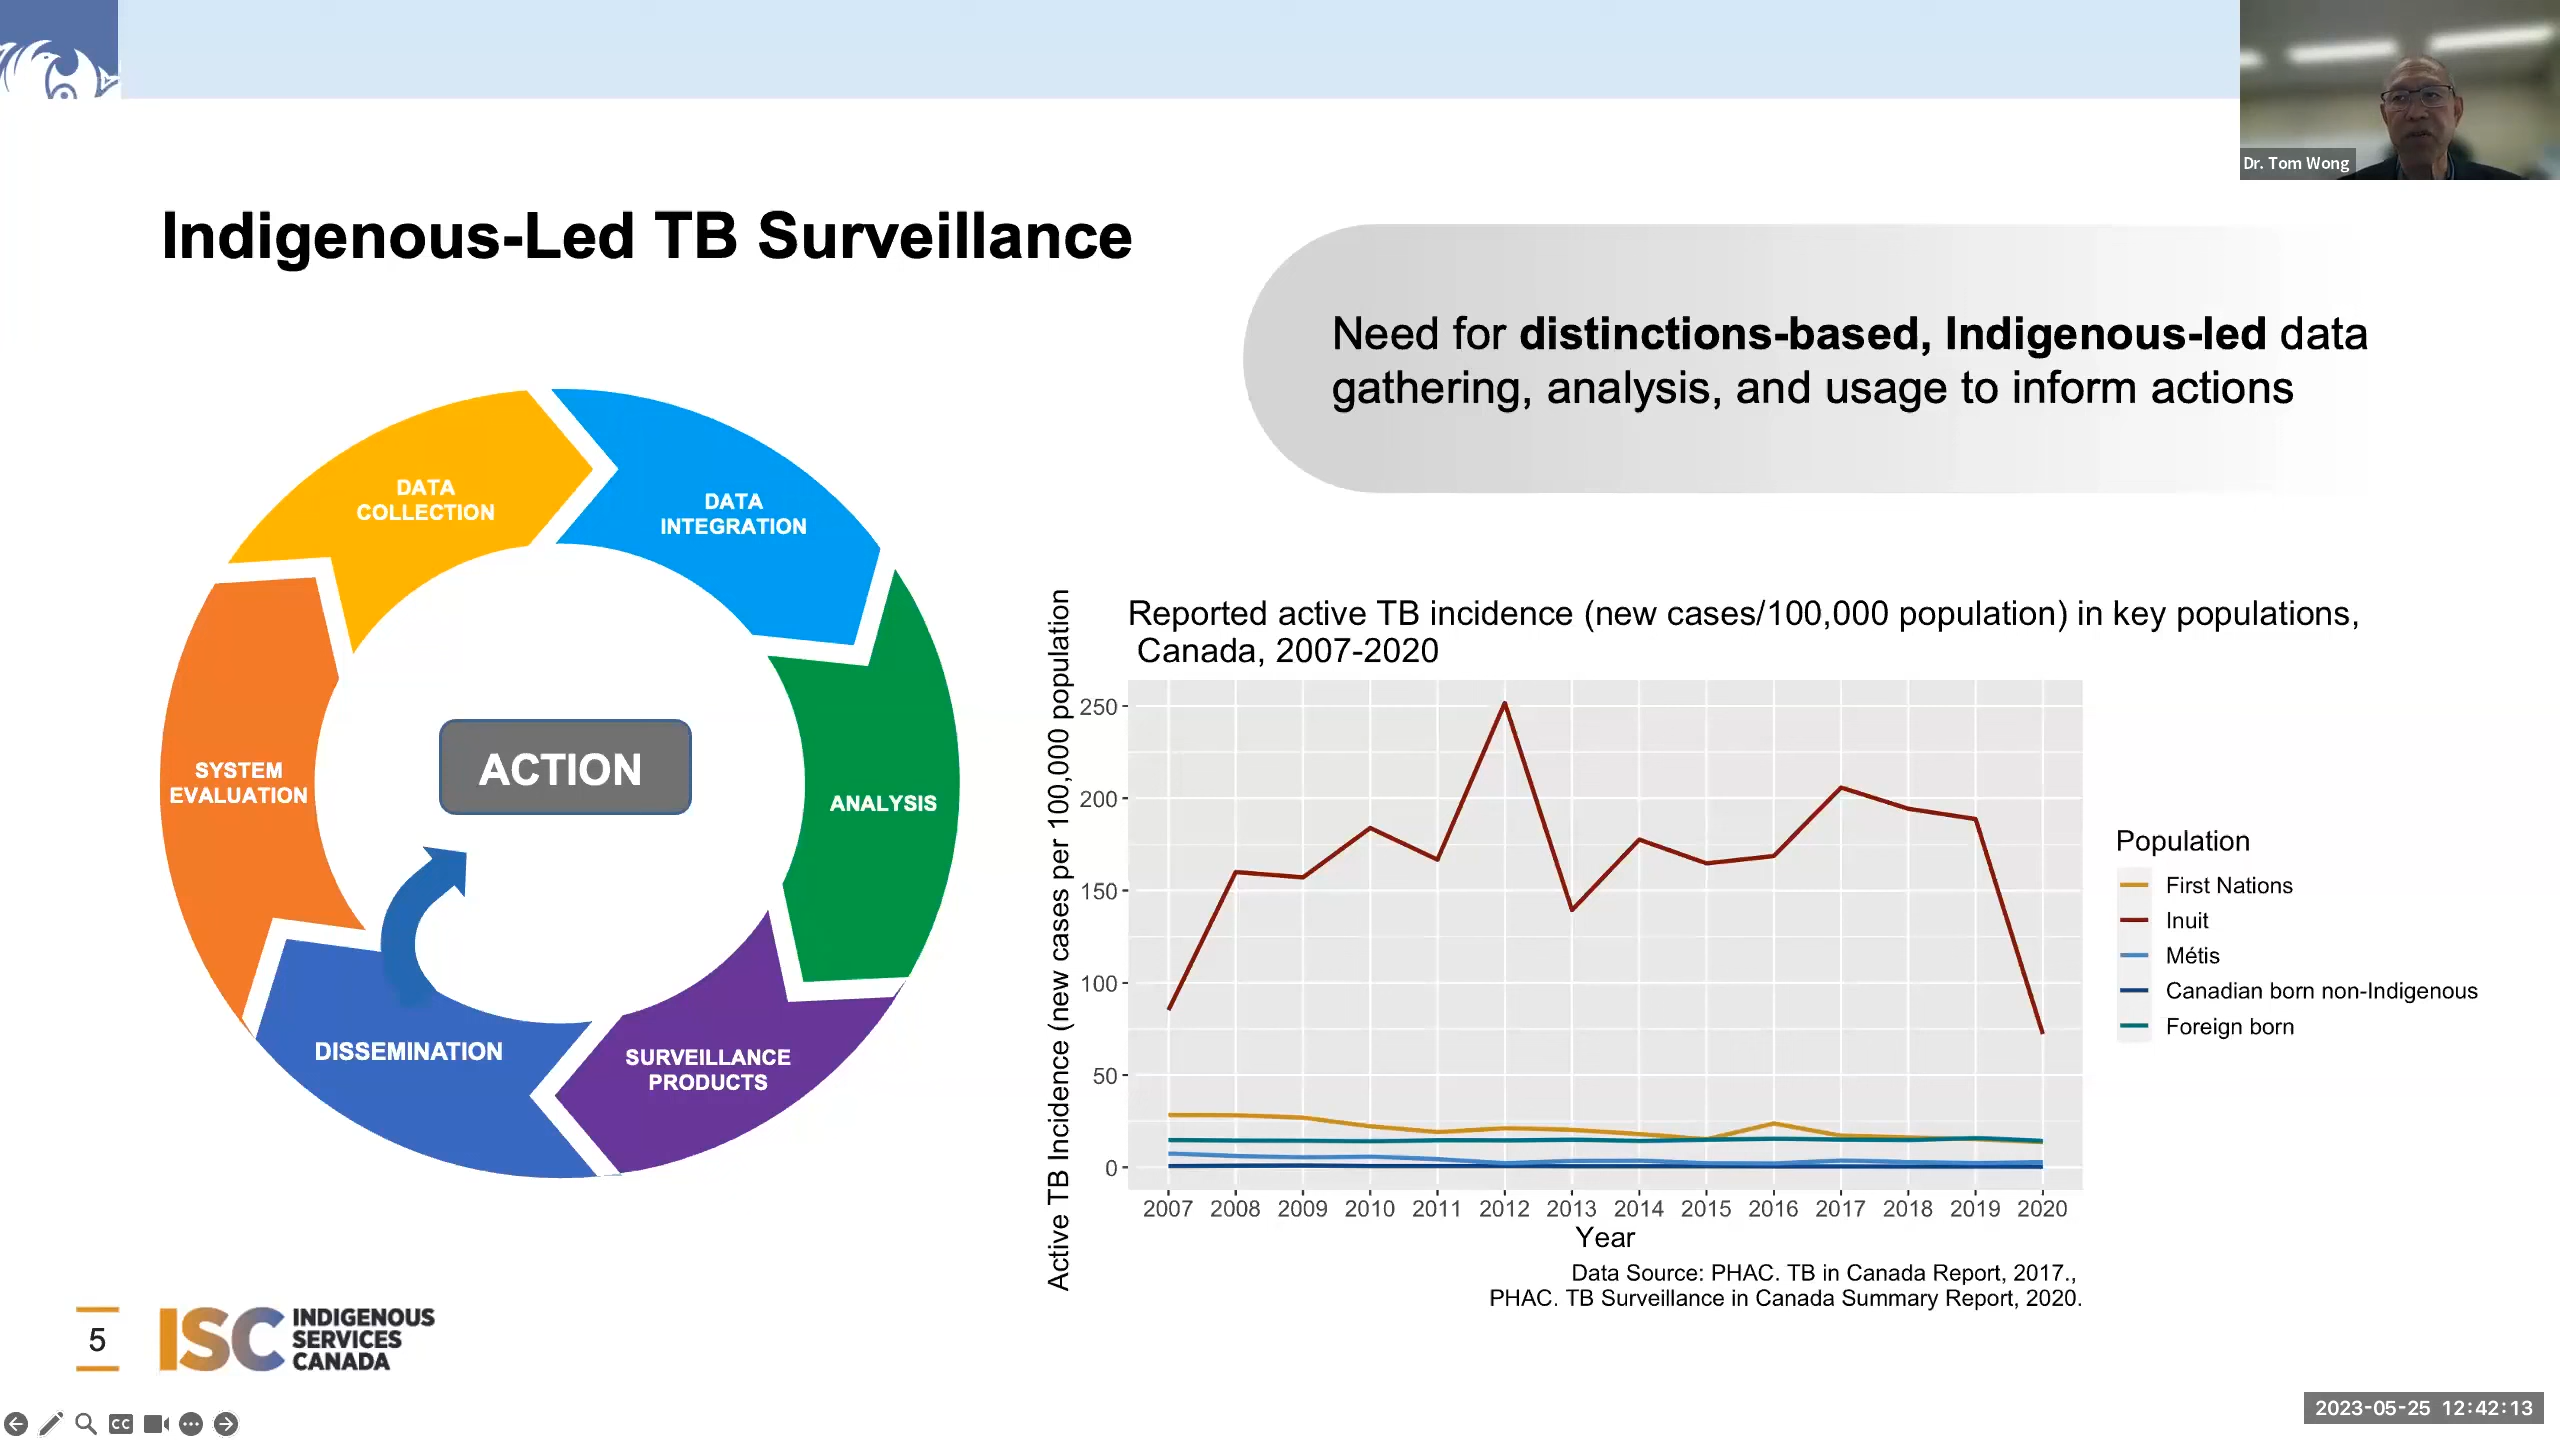 Dr. Tom Wong
Indigenous-Led TB Surveillance
Need for distinctions-based, Indigenous-led data
gathering, analysis, and usage to inform actions
DATA
COLLECTION
DATA
INTEGRATION
ANALYSIS
SURVEILLANCE
PRODUCTS
DISSEMINATION
SYSTEM
EVALUATION
ACTION
Reported active TB incidence (new cases/100,000 population) in key populations,
Canada, 2007-2020
Active TB Incidence (new cases per 100,000 population
250
200
150
100
50
0
2007 2008 2009 2010 2011 2012 2013 2014 2015 2016 2017 2018 2019 2020
Year
Population
First Nations
Inuit
Métis
Canadian born non-Indigenous
Foreign born
Data Source: PHAC. TB in Canada Report, 2017.,
PHAC. TB Surveillance in Canada Summary Report, 2020.
5
ISC
INDIGENOUS
SERVICES
CANADA
CC
2023-05-25 12:42:13